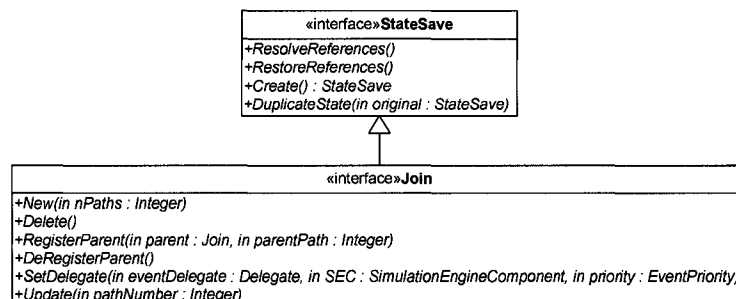 «interface»StateSave
+ResolveReferences()
+RestoreReferences()
+Create() : StateSave
+DuplicateState(in original : StateSave)
«interface»Join
+New(in nPaths : Integer)
+Delete()
+RegisterParent(in parent : Join, in parentPath : Integer)
+DeRegisterParent()
+SetDelegate(in eventDelegate : Delegate, in SEC : SimulationEngineComponent, in priority : EventPriority)
+Update(in pathNumber : Integer)